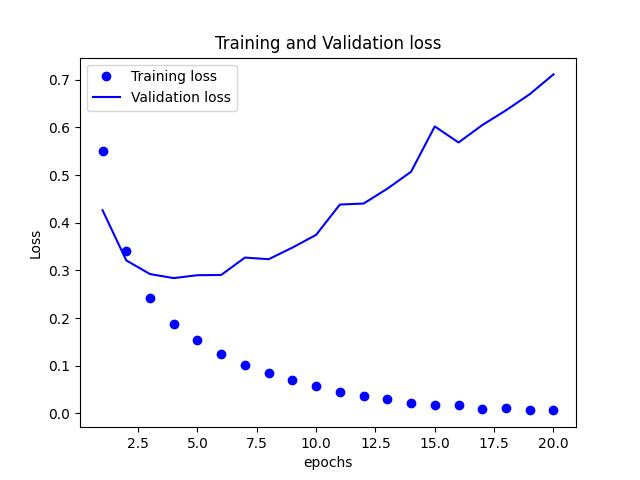 Training and Validation loss
Training loss
Validation loss
Loss
0.7
0.6
0.5
0.4
0.3
0.2
0.1
0.0
2.5 5.0 7.5 10.0 12.5 15.0 17.5 20.0
epochs